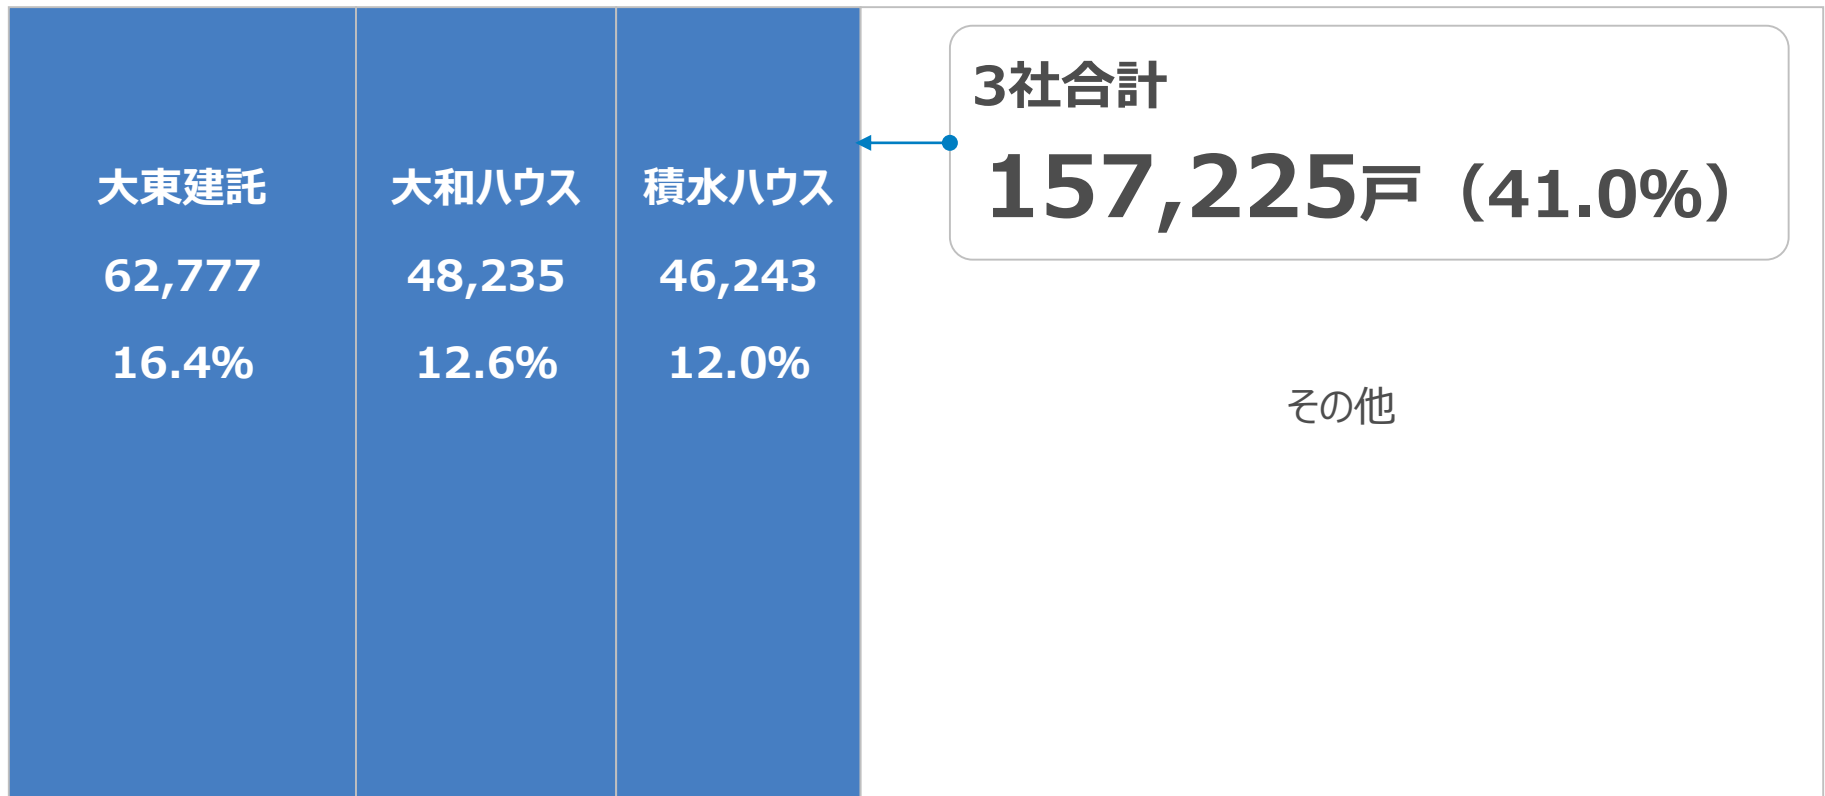 大東建託
62,777
16.4%
大和ハウス
48,235
12.6%
積水ハウス
46,243
12.0%
3社合計
157,225戸（41.0%）
その他